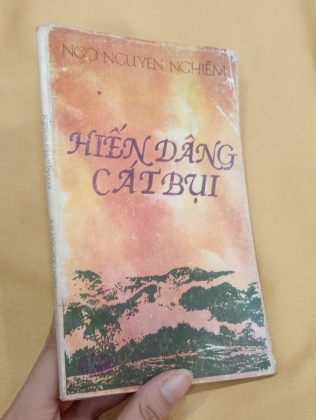 NGÔ NGUYÊN NGHIỄM
HIẾN DÂNG
CÁT BỤI